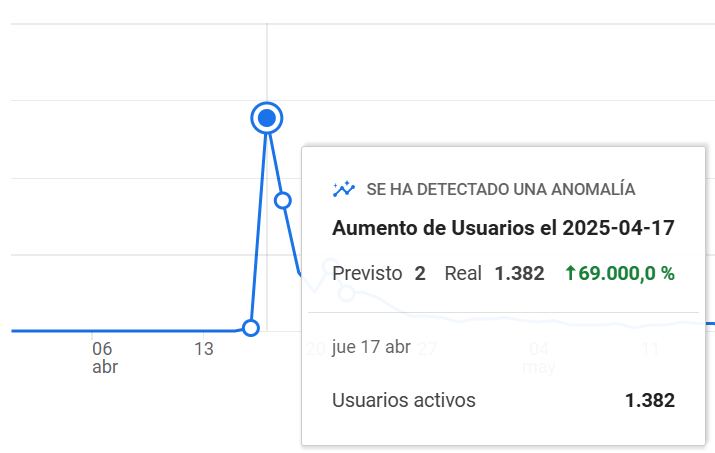 SE HA DETECTADO UNA ANOMALÍA
Aumento de Usuarios el 2025-04-17
Previsto 2 Real 1.382 ↑69.000,0 %
jue 17 abr
Usuarios activos 1.382
06 13 20 27 04 11
abr may